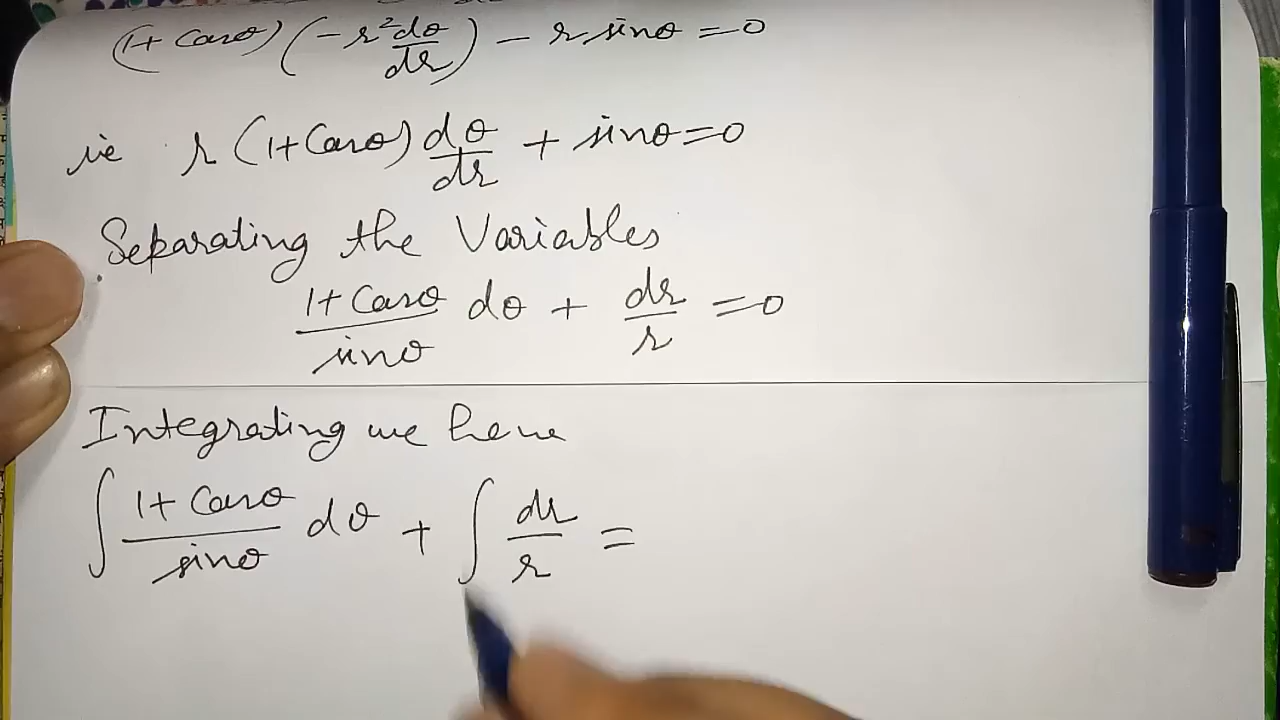 (1+ Cosθ) (-r² dθ/dr) - r sinθ = 0
ie r (1+ Cosθ) dθ/dr + sinθ = 0
Separating the Variables
(1+ Cosθ)/sinθ dθ + dr/r = 0
Integrating we have
∫ (1+ Cosθ)/sinθ dθ + ∫ dr/r =